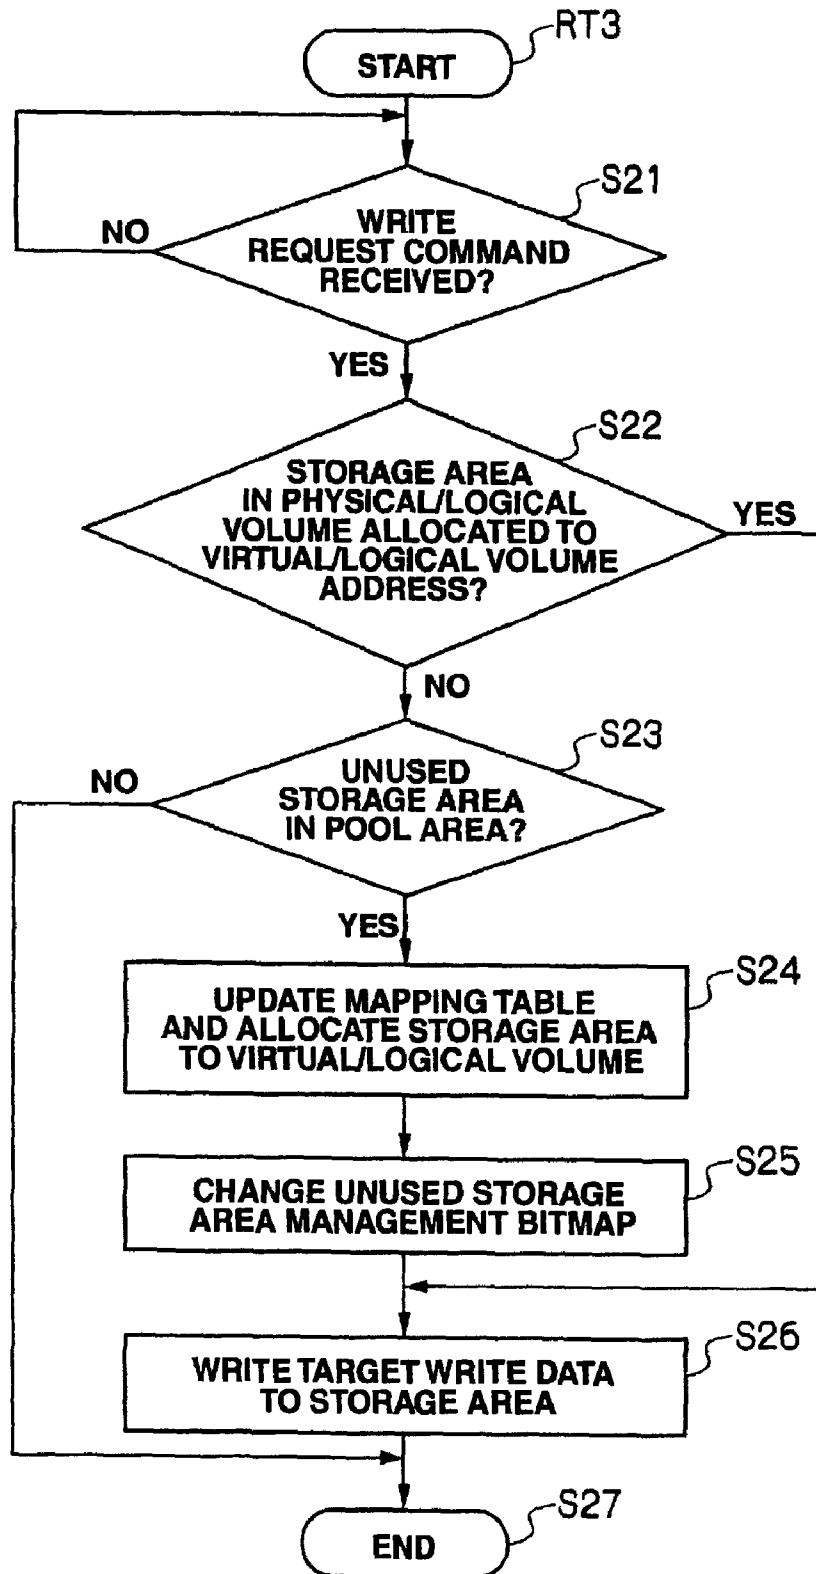 RT3
START
S21
WRITE
REQUEST COMMAND
RECEIVED?
NO
YES
S22
STORAGE AREA
IN PHYSICAL/LOGICAL
VOLUME ALLOCATED TO
VIRTUAL/LOGICAL VOLUME
ADDRESS?
YES
NO
S23
UNUSED
STORAGE AREA
IN POOL AREA?
NO
YES
S24
UPDATE MAPPING TABLE
AND ALLOCATE STORAGE AREA
TO VIRTUAL/LOGICAL VOLUME
S25
CHANGE UNUSED STORAGE
AREA MANAGEMENT BITMAP
S26
WRITE TARGET WRITE DATA
TO STORAGE AREA
S27
END